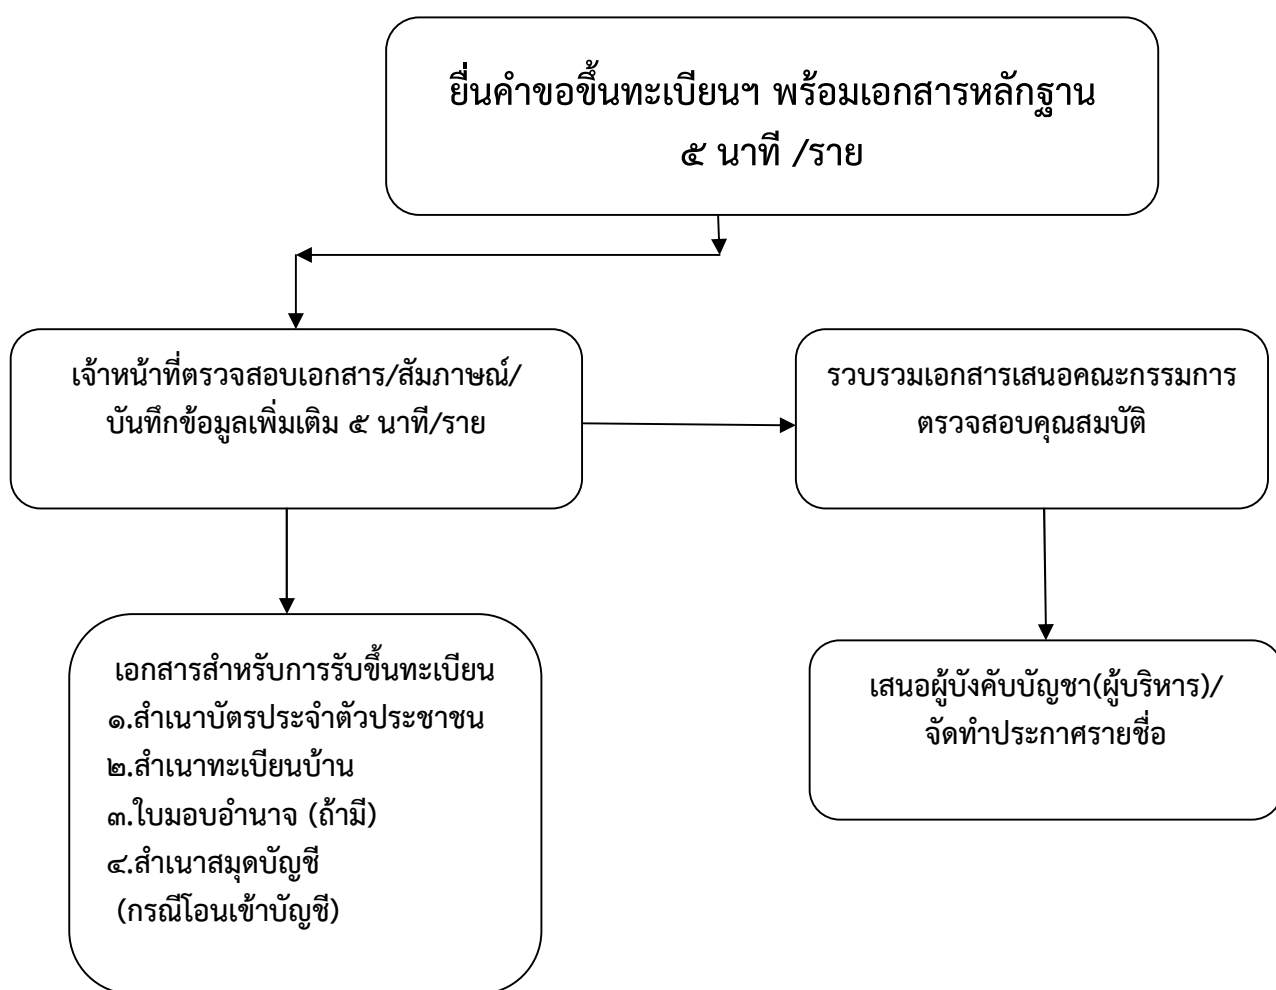 ยื่นคำขอขึ้นทะเบียนฯ พร้อมเอกสารหลักฐาน
๕ นาที /ราย
เจ้าหน้าที่ตรวจสอบเอกสาร/สัมภาษณ์/
บันทึกข้อมูลเพิ่มเติม ๕ นาที/ราย
รวบรวมเอกสารเสนอคณะกรรมการ
ตรวจสอบคุณสมบัติ
เอกสารสำหรับการรับขึ้นทะเบียน
๑.สำเนาบัตรประจำตัวประชาชน
๒.สำเนาทะเบียนบ้าน
๓.ใบมอบอำนาจ (ถ้ามี)
๔.สำเนาสมุดบัญชี
(กรณีโอนเข้าบัญชี)
เสนอผู้บังคับบัญชา(ผู้บริหาร)/
จัดทำประกาศรายชื่อ